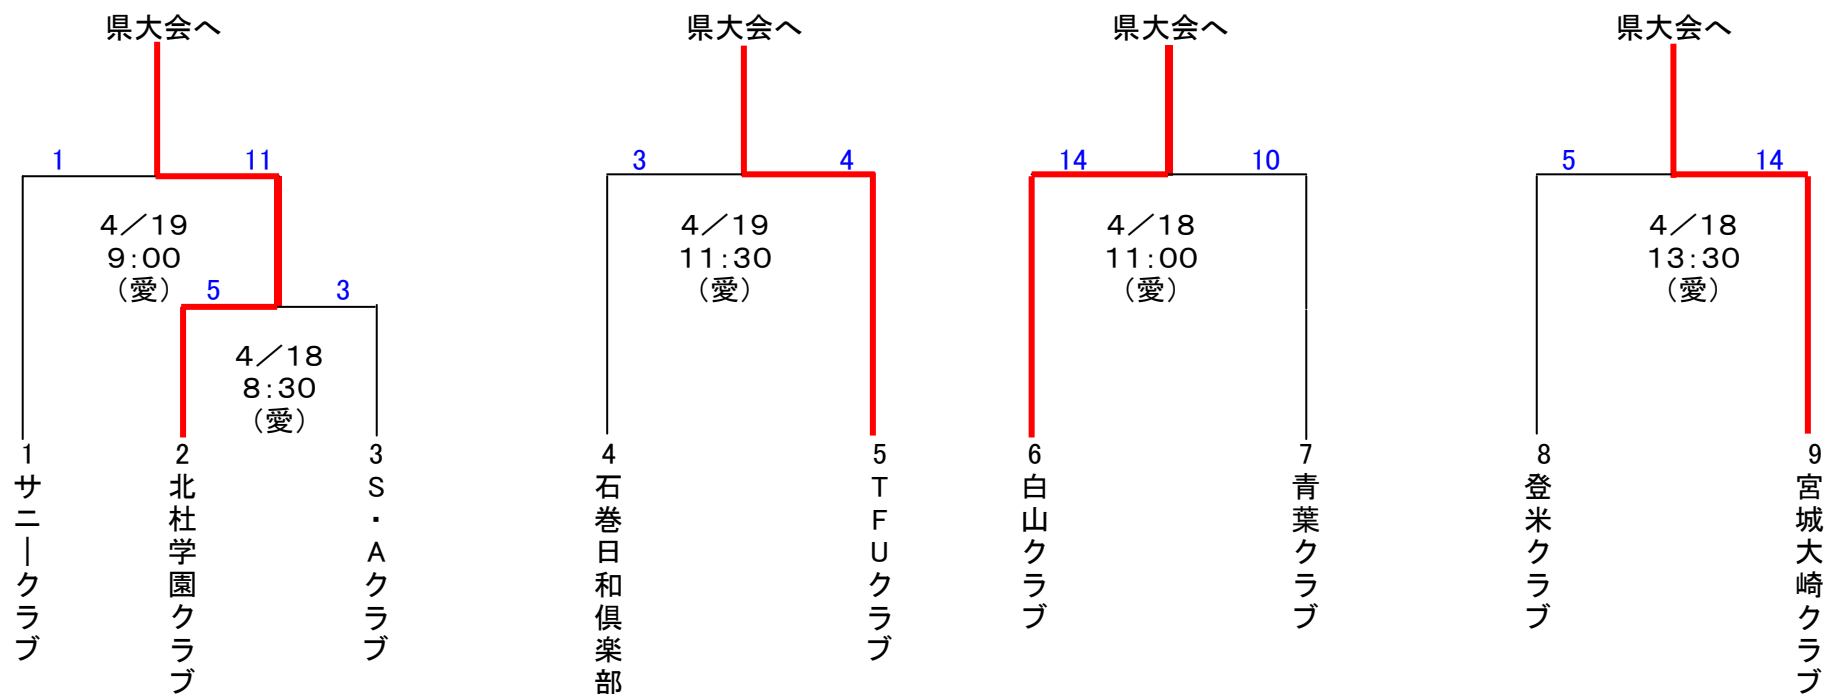 県大会へ
県大会へ
県大会へ
県大会へ
1
11
3
4
14
10
5
14
4／19
9：00
（愛）
4／19
11：30
（愛）
4／18
11：00
（愛）
4／18
13：30
（愛）
5
3
4／18
8：30
（愛）
1
サニークラブ
2
北杜学園クラブ
3
S・Aクラブ
4
石巻日和倶楽部
5
TFUクラブ
6
白山クラブ
7
青葉クラブ
8
登米クラブ
9
宮城大崎クラブ